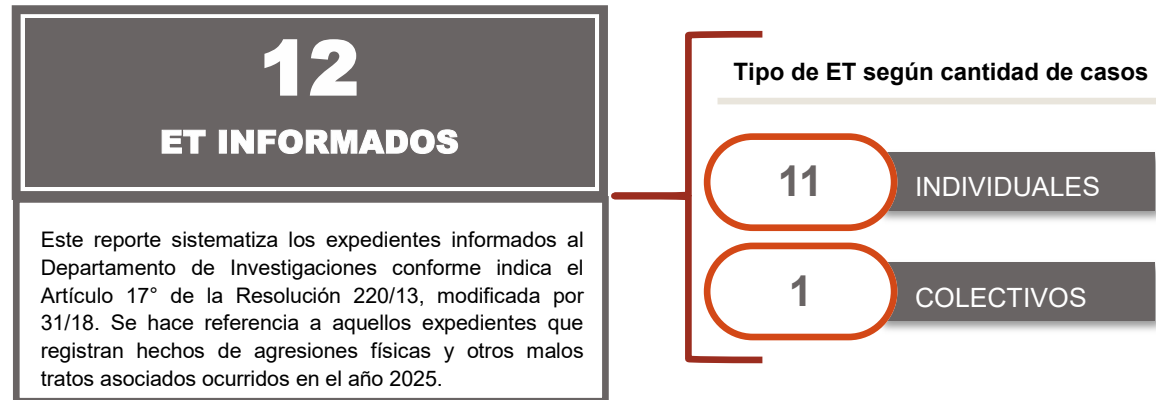 12
ET INFORMADOS
Este reporte sistematiza los expedientes informados al
Departamento de Investigaciones conforme indica el
Artículo 17° de la Resolución 220/13, modificada por
31/18. Se hace referencia a aquellos expedientes que
registran hechos de agresiones físicas y otros malos
tratos asociados ocurridos en el año 2025.
Tipo de ET según cantidad de casos
11 INDIVIDUALES
1 COLECTIVOS